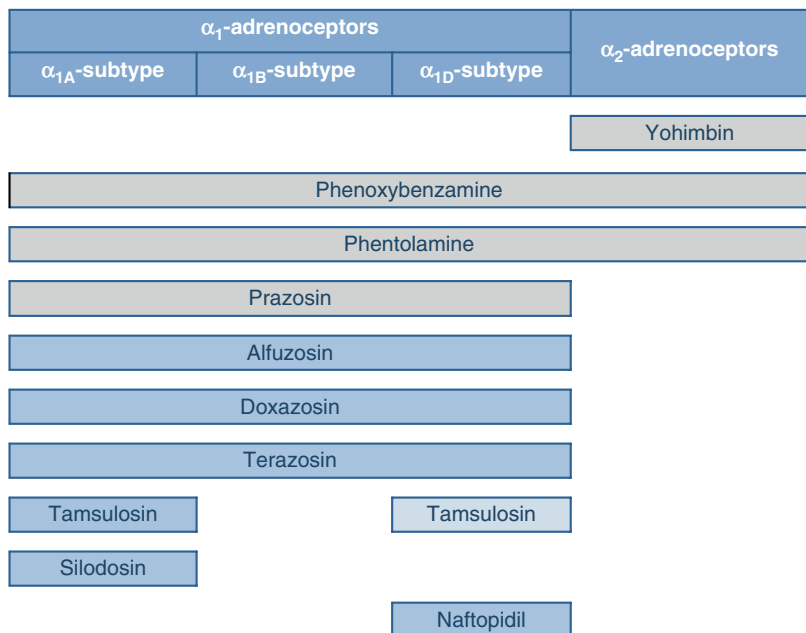 α1-adrenoceptors
α2-adrenoceptors
α1A-subtype
α1B-subtype
α1D-subtype
Yohimbin
Phenoxybenzamine
Phentolamine
Prazosin
Alfuzosin
Doxazosin
Terazosin
Tamsulosin
Tamsulosin
Silodosin
Naftopidil